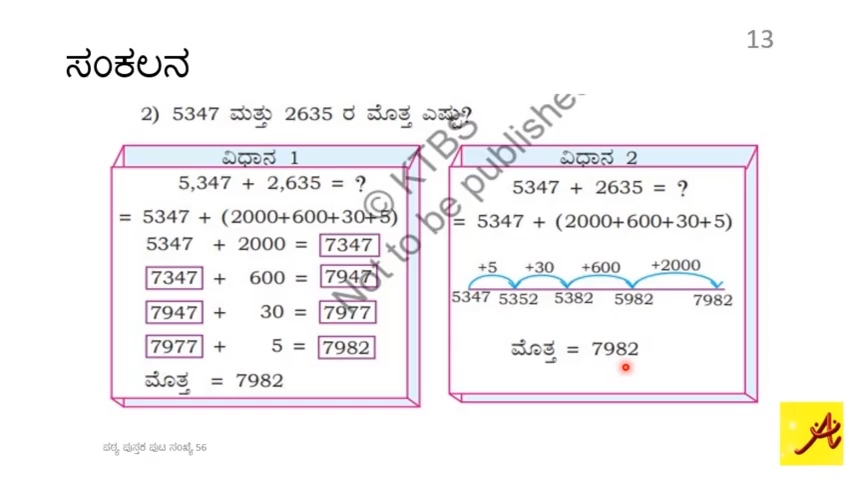 13
ಸಂಕಲನ
2) 5347 ಮತ್ತು 2635 ರ ಮೊತ್ತ ಎಷ್ಟು?
ವಿಧಾನ 1
5,347 + 2,635 = ?
= 5347 + (2000+600+30+5)
5347 + 2000 = 7347
7347 + 600 = 7947
7947 + 30 = 7977
7977 + 5 = 7982
ಮೊತ್ತ = 7982
ವಿಧಾನ 2
5347 + 2635 = ?
= 5347 + (2000+600+30+5)
+5 +30 +600 +2000
5347 5352 5382 5982 7982
ಮೊತ್ತ = 7982
© KTBS
Not to be published
ಪಠ್ಯ ಪುಸ್ತಕ ಪುಟ ಸಂಖ್ಯೆ 56